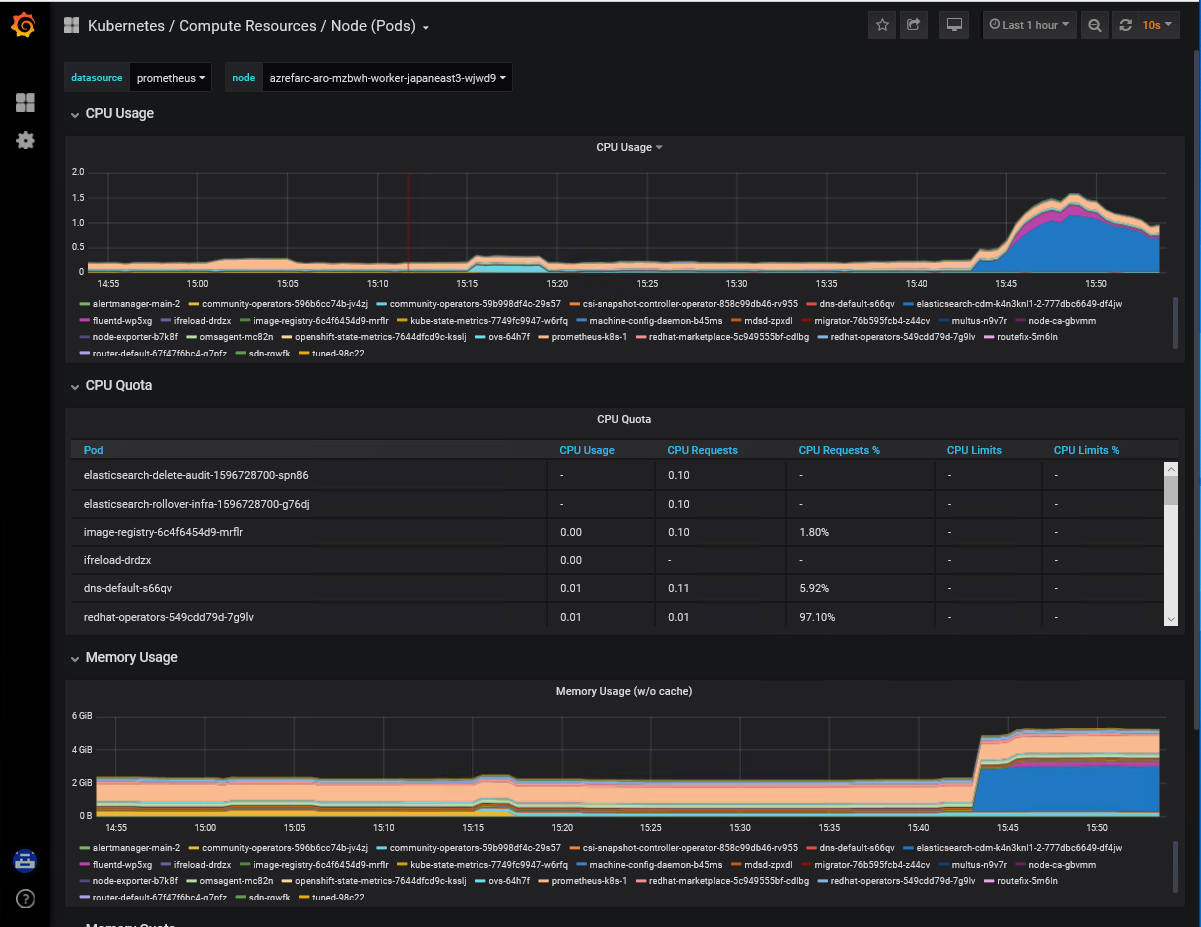 Kubernetes / Compute Resources / Node (Pods)
Last 1 hour
10s
datasource prometheus node azrefarc-aro-mzbwh-worker-japaneast3-wjwd9
CPU Usage
CPU Usage
2.0
1.5
1.0
0.5
0
14:55 15:00 15:05 15:10 15:15 15:20 15:25 15:30 15:35 15:40 15:45 15:50
alertmanager-main-2 community-operators-596b6cc74b-jv4zj community-operators-59b998df4c-29s57 csi-snapshot-controller-operator-858c99db46-rv955 dns-default-s66qv elasticsearch-cdm-k4n3knl1-2-777dbc6649-df4jw
fluentd-wp5xg ifreload-drdzx image-registry-6c4f6454d9-mrflr kube-state-metrics-7749fc9947-w6rfq machine-config-daemon-b45ms mdsd-zpxdl migrator-76b595fcb4-z44cv multus-n9v7r node-ca-gbvmm
node-exporter-b7k8f omsagent-mc82n openshift-state-metrics-7644dfcd9c-ksslj ovs-64h7f prometheus-k8s-1 redhat-marketplace-5c949555bf-cdlbg redhat-operators-549cdd79d-7g9lv routefix-5m6ln
router-default-67f47f6bc4-g7pfz sdn-rqwfk tuned-98c22
CPU Quota
CPU Quota
Pod CPU Usage CPU Requests CPU Requests % CPU Limits CPU Limits %
elasticsearch-delete-audit-1596728700-spn86 - 0.10 - - -
elasticsearch-rollover-infra-1596728700-g76dj - 0.10 - - -
image-registry-6c4f6454d9-mrflr 0.00 0.10 1.80% - -
ifreload-drdzx 0.00 - - - -
dns-default-s66qv 0.01 0.11 5.92% - -
redhat-operators-549cdd79d-7g9lv 0.01 0.01 97.10% - -
Memory Usage
Memory Usage (w/o cache)
6 GiB
4 GiB
2 GiB
0 B
14:55 15:00 15:05 15:10 15:15 15:20 15:25 15:30 15:35 15:40 15:45 15:50
alertmanager-main-2 community-operators-596b6cc74b-jv4zj community-operators-59b998df4c-29s57 csi-snapshot-controller-operator-858c99db46-rv955 dns-default-s66qv elasticsearch-cdm-k4n3knl1-2-777dbc6649-df4jw
fluentd-wp5xg ifreload-drdzx image-registry-6c4f6454d9-mrflr kube-state-metrics-7749fc9947-w6rfq machine-config-daemon-b45ms mdsd-zpxdl migrator-76b595fcb4-z44cv multus-n9v7r node-ca-gbvmm
node-exporter-b7k8f omsagent-mc82n openshift-state-metrics-7644dfcd9c-ksslj ovs-64h7f prometheus-k8s-1 redhat-marketplace-5c949555bf-cdlbg redhat-operators-549cdd79d-7g9lv routefix-5m6ln
router-default-67f47f6bc4-g7pfz sdn-rqwfk tuned-98c22
Memory Quota